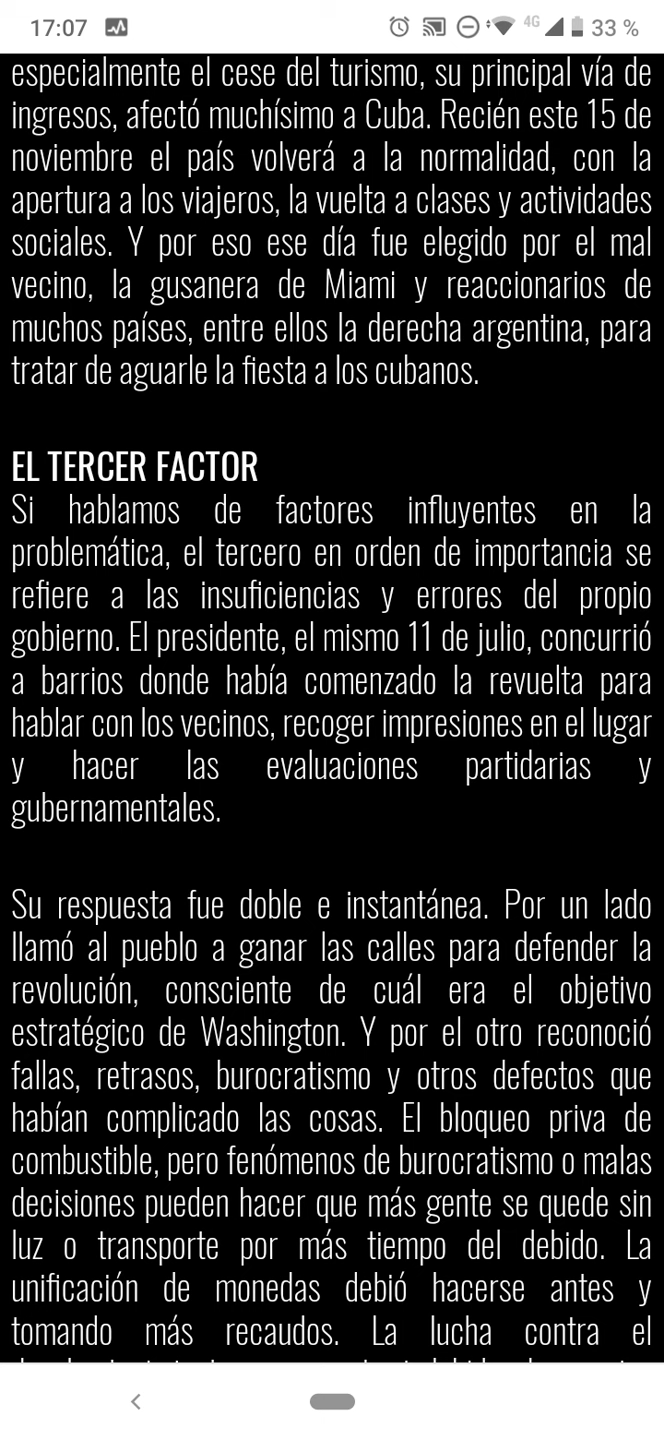 17:07
4G
33 %
especialmente el cese del turismo, su principal vía de
ingresos, afectó muchísimo a Cuba. Recién este 15 de
noviembre el país volverá a la normalidad, con la
apertura a los viajeros, la vuelta a clases y actividades
sociales. Y por eso ese día fue elegido por el mal
vecino, la gusanera de Miami y reaccionarios de
muchos países, entre ellos la derecha argentina, para
tratar de aguarle la fiesta a los cubanos.
EL TERCER FACTOR
Si hablamos de factores influyentes en la
problemática, el tercero en orden de importancia se
refiere a las insuficiencias y errores del propio
gobierno. El presidente, el mismo 11 de julio, concurrió
a barrios donde había comenzado la revuelta para
hablar con los vecinos, recoger impresiones en el lugar
y hacer las evaluaciones partidarias y
gubernamentales.
Su respuesta fue doble e instantánea. Por un lado
llamó al pueblo a ganar las calles para defender la
revolución, consciente de cuál era el objetivo
estratégico de Washington. Y por el otro reconoció
fallas, retrasos, burocratismo y otros defectos que
habían complicado las cosas. El bloqueo priva de
combustible, pero fenómenos de burocratismo o malas
decisiones pueden hacer que más gente se quede sin
luz o transporte por más tiempo del debido. La
unificación de monedas debió hacerse antes y
tomando más recaudos. La lucha contra el